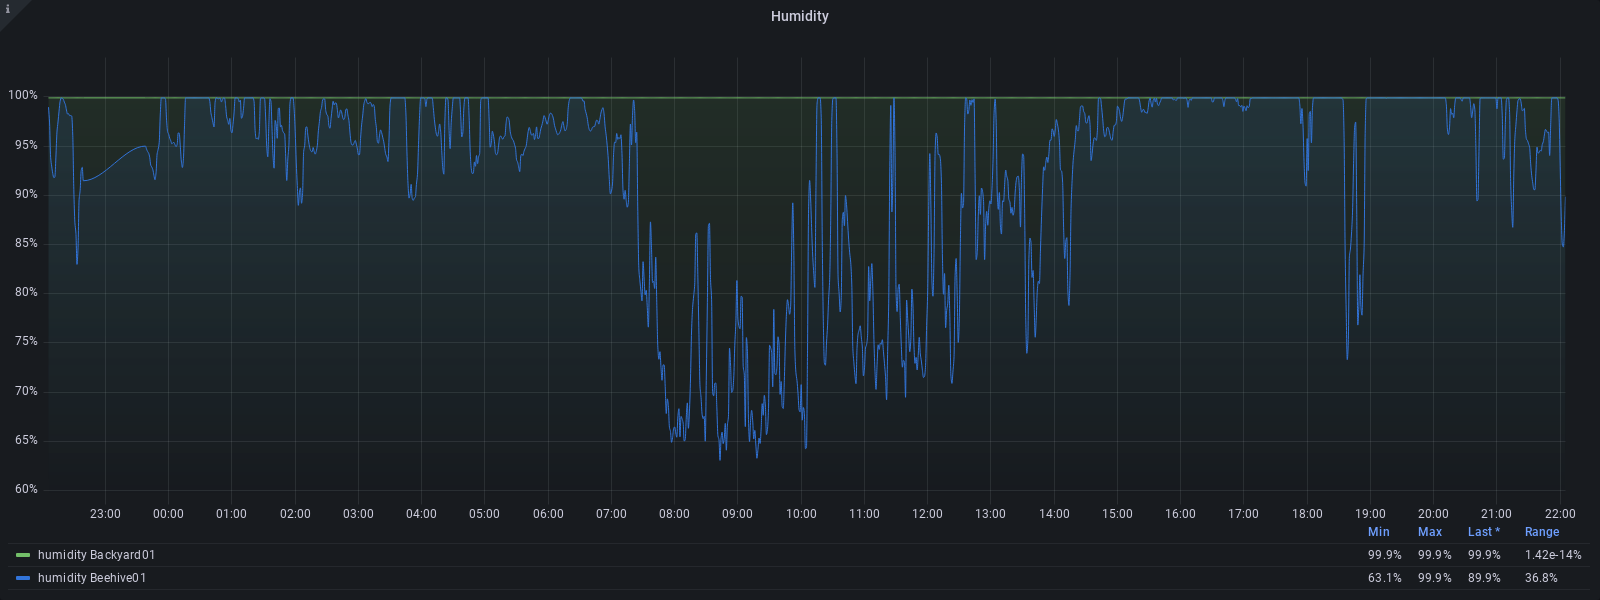 i
Humidity
100%
95%
90%
85%
80%
75%
70%
65%
60%
23:00 00:00 01:00 02:00 03:00 04:00 05:00 06:00 07:00 08:00 09:00 10:00 11:00 12:00 13:00 14:00 15:00 16:00 17:00 18:00 19:00 20:00 21:00 22:00
Min Max Last * Range
humidity Backyard01 99.9% 99.9% 99.9% 1.42e-14%
humidity Beehive01 63.1% 99.9% 89.9% 36.8%